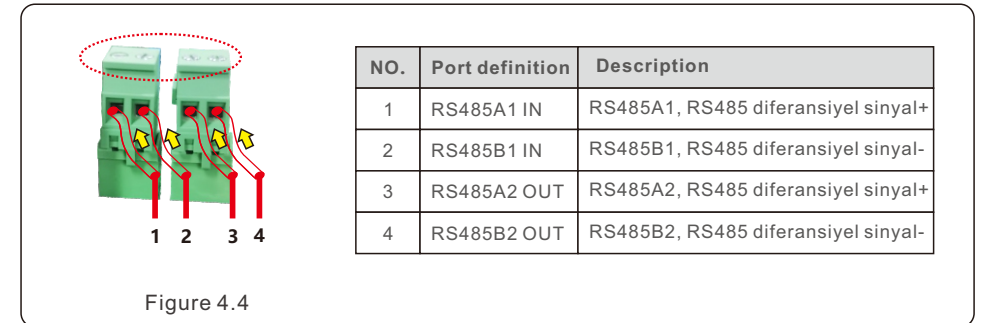 NO. Port definition Description
1 RS485A1 IN RS485A1, RS485 diferansiyel sinyal+
2 RS485B1 IN RS485B1, RS485 diferansiyel sinyal-
3 RS485A2 OUT RS485A2, RS485 diferansiyel sinyal+
4 RS485B2 OUT RS485B2, RS485 diferansiyel sinyal-
1 2 3 4
Figure 4.4